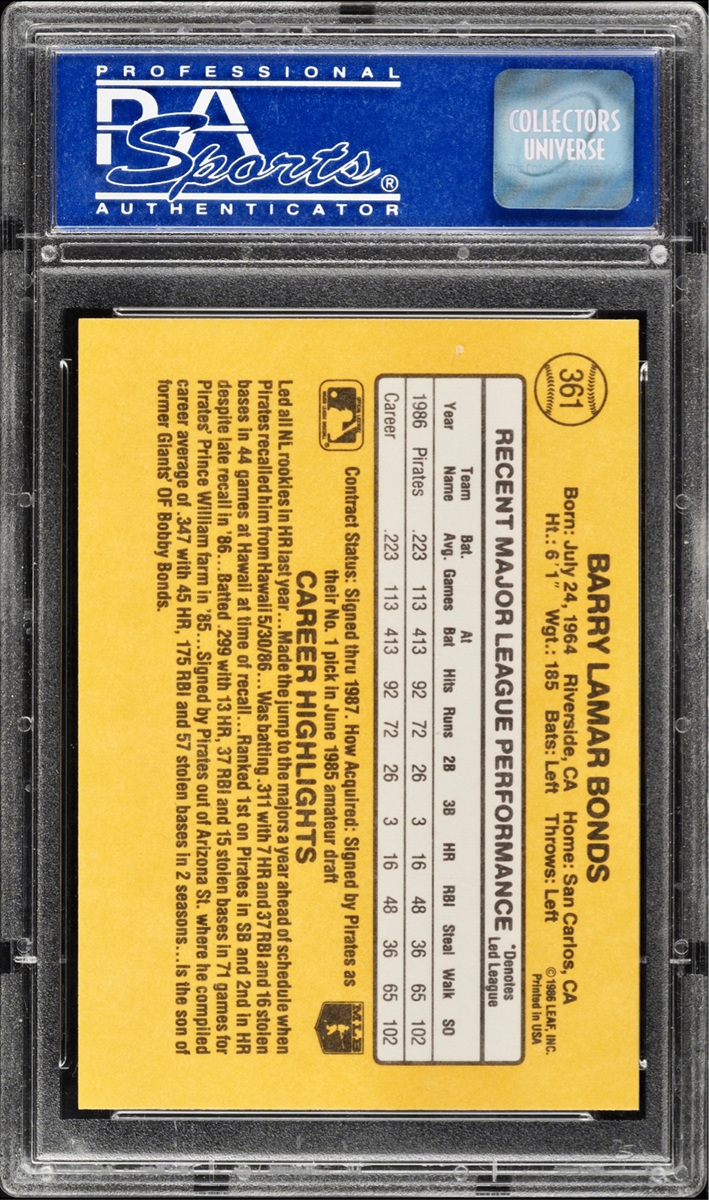 PROFESSIONAL
PSA
Sports®
AUTHENTICATOR
COLLECTORS
UNIVERSE
361
BARRY LAMAR BONDS
Born: July 24, 1964 Riverside, CA Home: San Carlos, CA
Ht.: 6'1" Wgt.: 185 Bats: Left Throws: Left
©1986 LEAF, INC.
Printed in USA
RECENT MAJOR LEAGUE PERFORMANCE *Denotes
Led League
Year Team Name Bat. Avg. Games At Bat Hits Runs 2B 3B HR RBI Steal Walk SO
1986 Pirates .223 113 413 92 72 26 3 16 48 36 65 102
Career .223 113 413 92 72 26 3 16 48 36 65 102
Contract Status: Signed thru 1987. How Acquired: Signed by Pirates as
their No. 1 pick in June 1985 amateur draft
MLB
CAREER HIGHLIGHTS
Led all NL rookies in HR last year... Made the jump to the majors a year ahead of schedule when
Pirates recalled him from Hawaii 5/30/86... Was batting .311 with 7 HR and 37 RBI and 16 stolen
bases in 44 games at Hawaii at time of recall... Ranked 1st on Pirates in SB and 2nd in HR
despite late recall in '86... Batted .299 with 13 HR, 37 RBI and 15 stolen bases in 71 games for
Pirates' Prince William farm in '85... Signed by Pirates out of Arizona St. where he compiled
career average of .347 with 45 HR, 175 RBI and 57 stolen bases in 2 seasons... Is the son of
former Giants' OF Bobby Bonds.